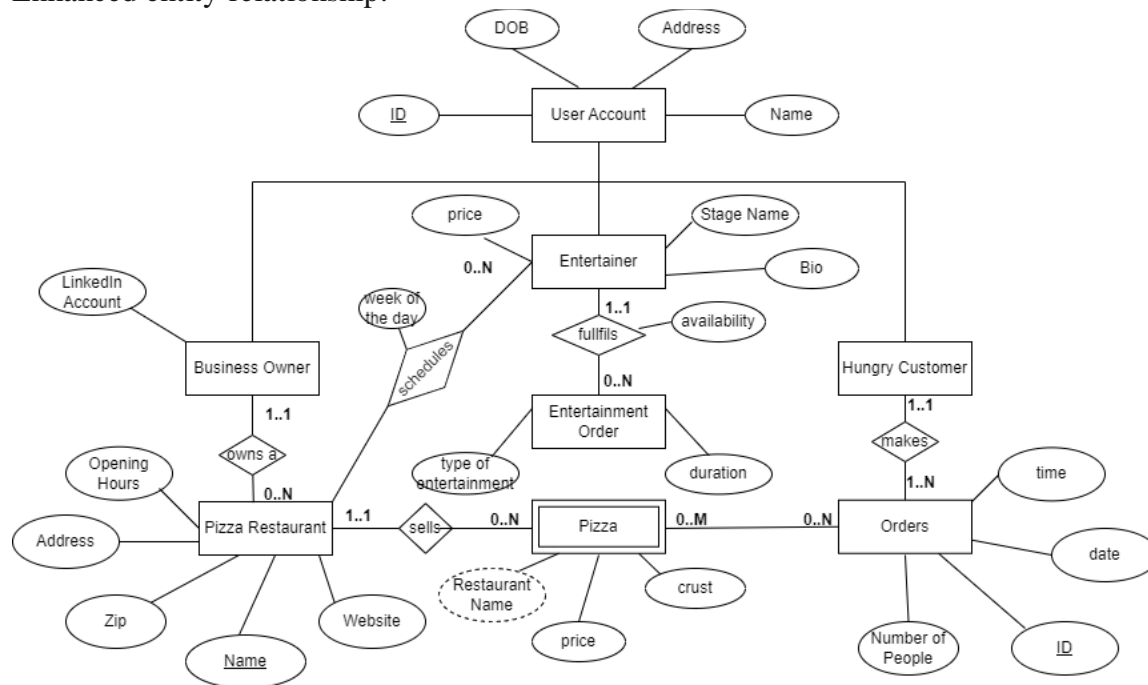 Enhanced entity relationship:
DOB
Address
ID
User Account
Name
price
Stage Name
0..N
Entertainer
Bio
LinkedIn
Account
week of
the day
1..1
availability
fullfils
schedules
Business Owner
Hungry Customer
0..N
1..1
1..1
Entertainment
Order
makes
owns a
Opening
Hours
type of
entertainment
duration
time
0..N
1..N
Pizza Restaurant
1..1
sells
0..N
Pizza
0..M
0..N
Orders
Address
date
Restaurant
Name
crust
Zip
Website
price
Number of
People
ID
Name